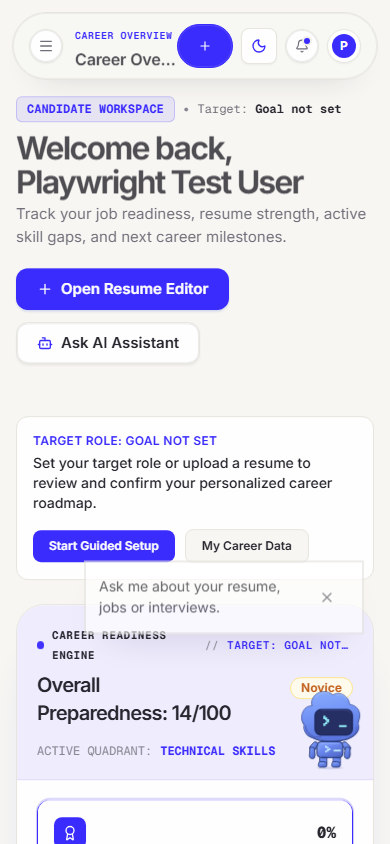 CAREER OVERVIEW
Career Ove...
P
CANDIDATE WORKSPACE • Target: Goal not set
Welcome back,
Playwright Test User
Track your job readiness, resume strength, active
skill gaps, and next career milestones.
Open Resume Editor
Ask AI Assistant
TARGET ROLE: GOAL NOT SET
Set your target role or upload a resume to
review and confirm your personalized career
roadmap.
Start Guided Setup
My Career Data
Ask me about your resume,
jobs or interviews.
CAREER READINESS
ENGINE
// TARGET: GOAL NOT…
Overall
Preparedness: 14/100
Novice
ACTIVE QUADRANT: TECHNICAL SKILLS
0%